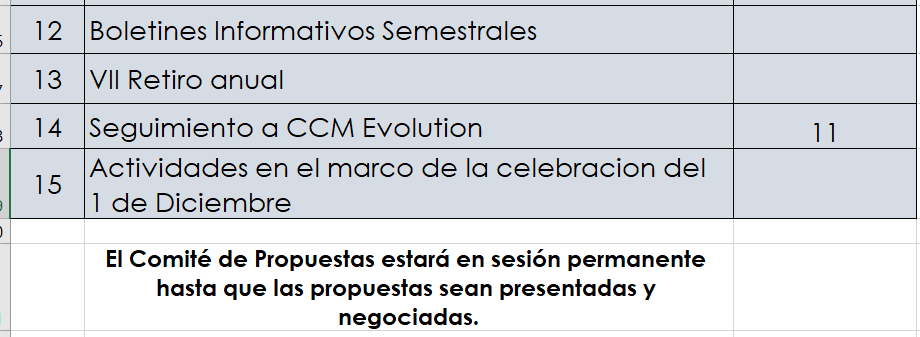 12 Boletines Informativos Semestrales
13 VII Retiro anual
14 Seguimiento a CCM Evolution 11
15 Actividades en el marco de la celebracion del
1 de Diciembre
El Comité de Propuestas estará en sesión permanente
hasta que las propuestas sean presentadas y
negociadas.